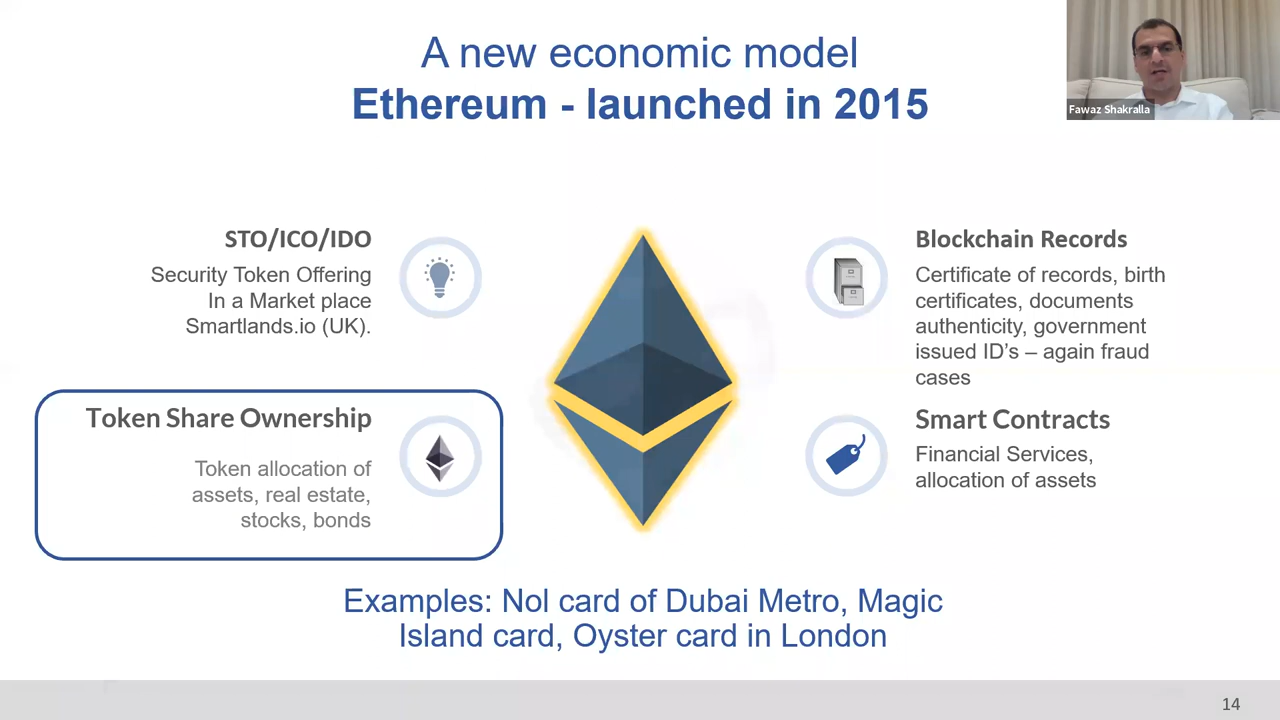 A new economic model
Ethereum - launched in 2015
Fawaz Shakralla
STO/ICO/IDO
Security Token Offering
In a Market place
Smartlands.io (UK).
Token Share Ownership
Token allocation of
assets, real estate,
stocks, bonds
Blockchain Records
Certificate of records, birth
certificates, documents
authenticity, government
issued ID’s – again fraud
cases
Smart Contracts
Financial Services,
allocation of assets
Examples: Nol card of Dubai Metro, Magic
Island card, Oyster card in London
14